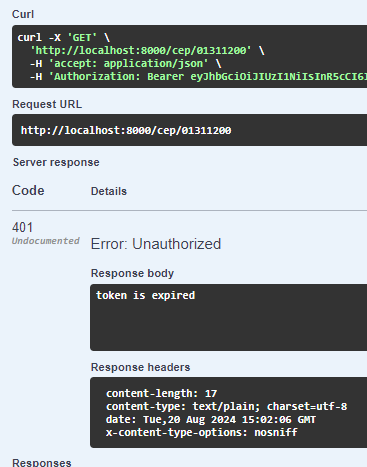 Curl
curl -X 'GET' \
'http://localhost:8000/cep/01311200' \
-H 'accept: application/json' \
-H 'Authorization: Bearer eyJhbGciOiJIUzI1NiIsInR5cCI6I
Request URL
http://localhost:8000/cep/01311200
Server response
Code Details
401
Undocumented
Error: Unauthorized
Response body
token is expired
Response headers
content-length: 17
content-type: text/plain; charset=utf-8
date: Tue,20 Aug 2024 15:02:06 GMT
x-content-type-options: nosniff
Responses